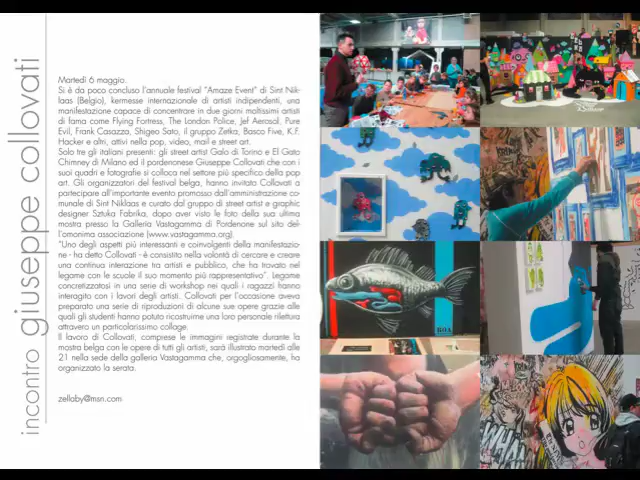 incontro giuseppe collovati
Martedì 6 maggio.
Si è da poco concluso l'annuale festival "Amaze Event" di Sint Nik-
laas (Belgio), kermesse internazionale di artisti indipendenti, una
manifestazione capace di concentrare in due giorni moltissimi artisti
di fama come Flying Fortress, The London Police, Jef Aerosol, Pure
Evil, Frank Casazza, Shigeo Sato, il gruppo Zetka, Basco Five, K.F.
Hacker e altri, attivi nella pop, video, mail e street art.
Solo tre gli italiani presenti: gli street artist Galo di Torino e El Gato
Chimney di Milano ed il pordenonese Giuseppe Collovati che con i
suoi quadri e fotografie si colloca nel settore più specifico della pop
art. Gli organizzatori del festival belga, hanno invitato Collovati a
partecipare all'importante evento promosso dall'amministrazione co-
munale di Sint Niklaas e curato dal gruppo di street artist e graphic
designer Sztuka Fabrika, dopo aver visto le foto della sua ultima
mostra presso la Galleria Vastagamma di Pordenone sul sito del-
l'omonima associazione (www.vastagamma.org).
"Uno degli aspetti più interessanti e coinvolgenti della manifestazio-
ne - ha detto Collovati - è consistito nella volontà di cercare e creare
una continua interazione tra artisti e pubblico, che ha trovato nel
legame con le scuole il suo momento più rappresentativo". Legame
concretizzatosi in una serie di workshop nei quali i ragazzi hanno
interagito con i lavori degli artisti. Collovati per l'occasione aveva
preparato una serie di riproduzioni di alcune sue opere grazie alle
quali gli studenti hanno potuto ricostruirne una loro personale rilettura
attraverso un particolarissimo collage.
Il lavoro di Collovati, comprese le immagini registrate durante la
mostra belga con le opere di tutti gli artisti, sarà illustrato martedì alle
21 nella sede della galleria Vastagamma che, orgogliosamente, ha
organizzato la serata.
zellaby@msn.com